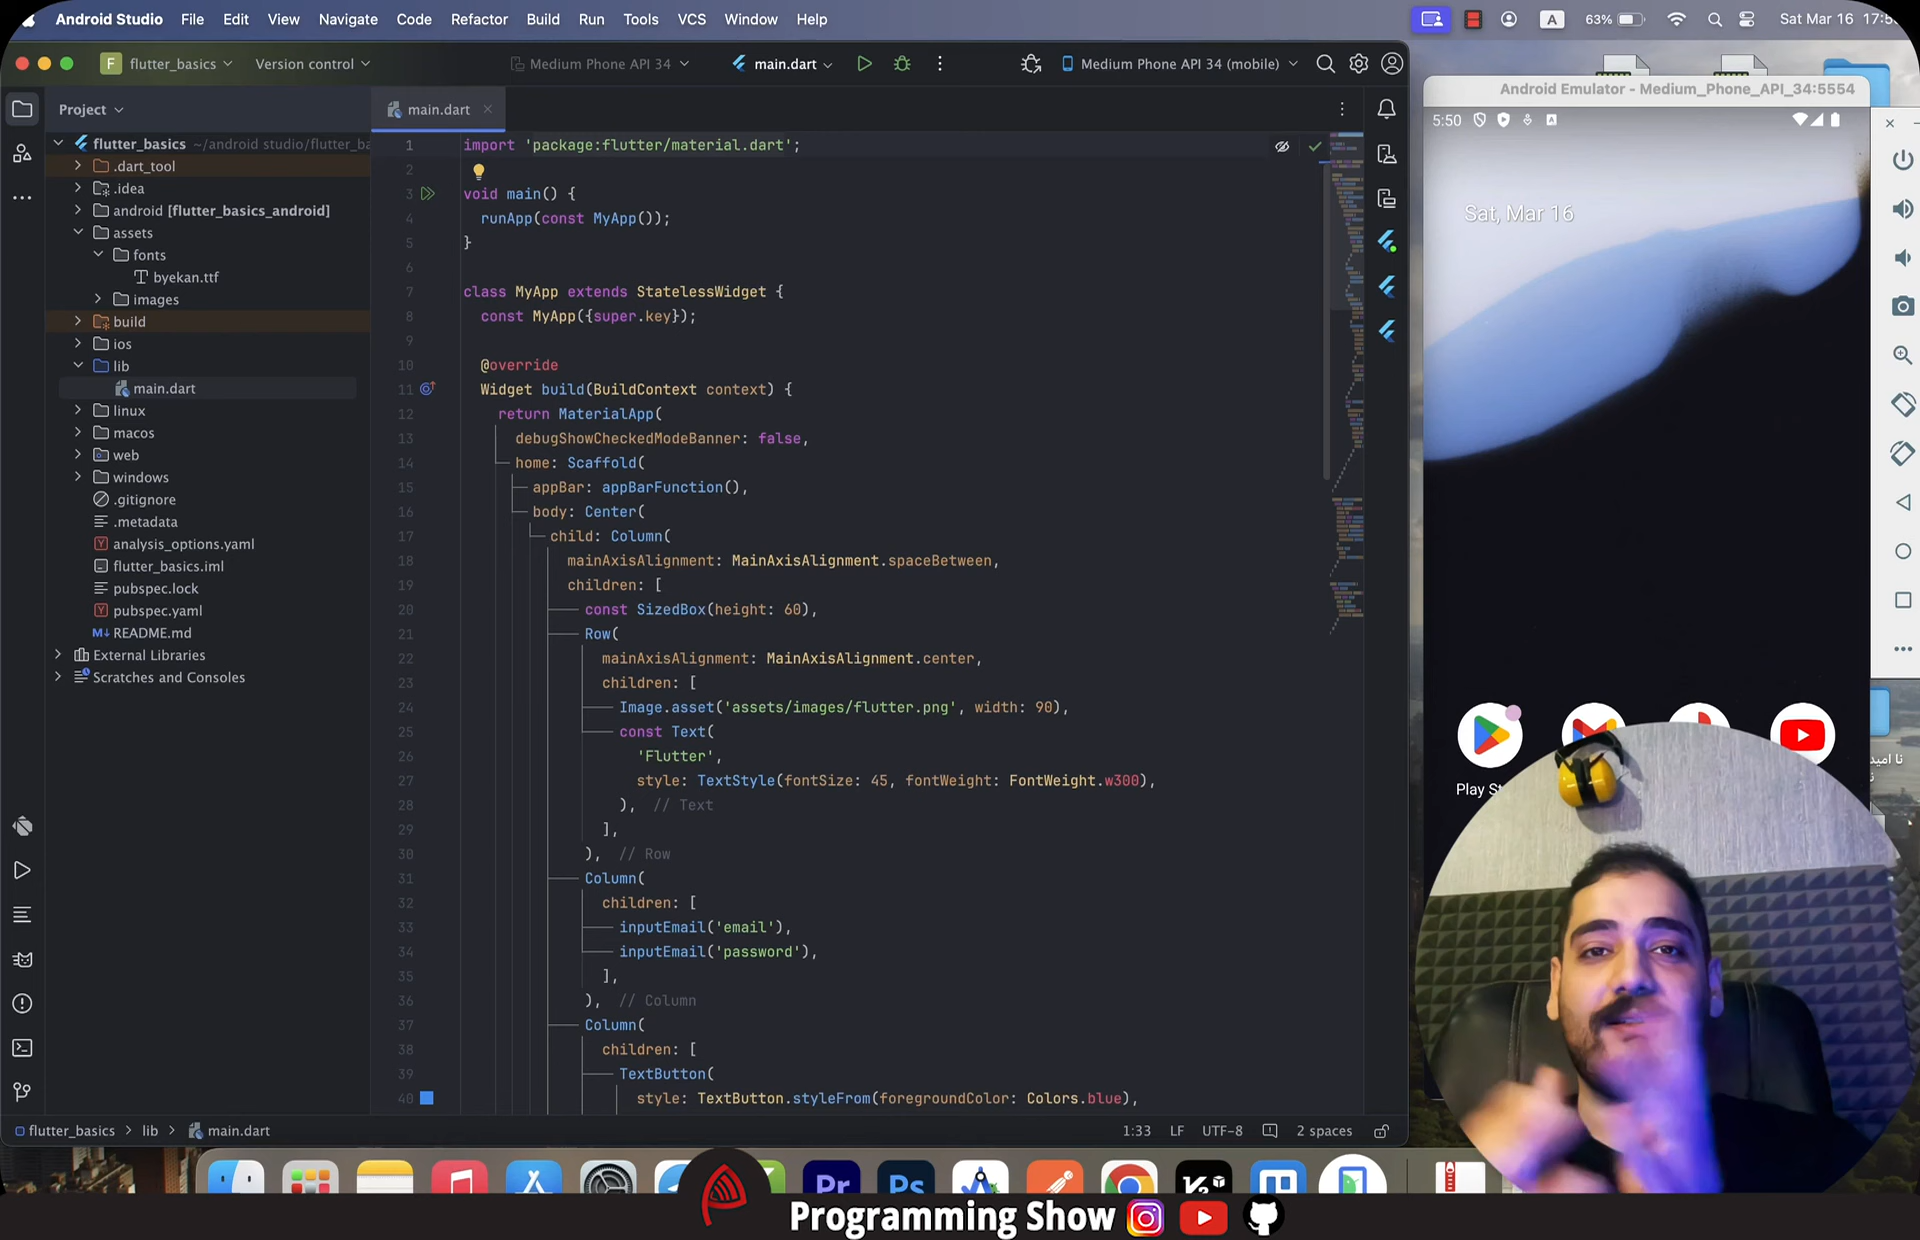 Android Studio File Edit View Navigate Code Refactor Build Run Tools VCS Window Help
A 63% Sat Mar 16
F flutter_basics Version control Medium Phone API 34 main.dart Medium Phone API 34 (mobile)
Project
flutter_basics ~/android studio/flutter_ba
.dart_tool
.idea
android [flutter_basics_android]
assets
fonts
byekan.ttf
images
build
ios
lib
main.dart
linux
macos
web
windows
.gitignore
.metadata
analysis_options.yaml
flutter_basics.iml
pubspec.lock
pubspec.yaml
README.md
External Libraries
Scratches and Consoles
main.dart
1 import 'package:flutter/material.dart';
2
3 void main() {
4 runApp(const MyApp());
5 }
6
7 class MyApp extends StatelessWidget {
8 const MyApp({super.key});
9
10 @override
11 Widget build(BuildContext context) {
12 return MaterialApp(
13 debugShowCheckedModeBanner: false,
14 home: Scaffold(
15 appBar: appBarFunction(),
16 body: Center(
17 child: Column(
18 mainAxisAlignment: MainAxisAlignment.spaceBetween,
19 children: [
20 const SizedBox(height: 60),
21 Row(
22 mainAxisAlignment: MainAxisAlignment.center,
23 children: [
24 Image.asset('assets/images/flutter.png', width: 90),
25 const Text(
26 'Flutter',
27 style: TextStyle(fontSize: 45, fontWeight: FontWeight.w300),
28 ), // Text
29 ],
30 ), // Row
31 Column(
32 children: [
33 inputEmail('email'),
34 inputEmail('password'),
35 ],
36 ), // Column
37 Column(
38 children: [
39 TextButton(
40 style: TextButton.styleFrom(foregroundColor: Colors.blue),
flutter_basics > lib > main.dart
1:33 LF UTF-8 2 spaces
Android Emulator - Medium_Phone_API_34:5554
5:50
Sat, Mar 16
Play
نا امید
Pr Ps
Programming Show